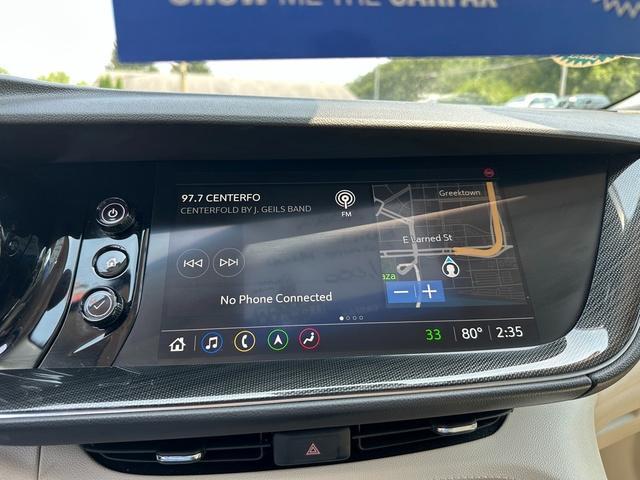 SHOW ME THE CARFAX
97.7 CENTERFO
CENTERFOLD BY J. GEILS BAND
FM
Greektown
E Larned St
aza
No Phone Connected
33 80° 2:35